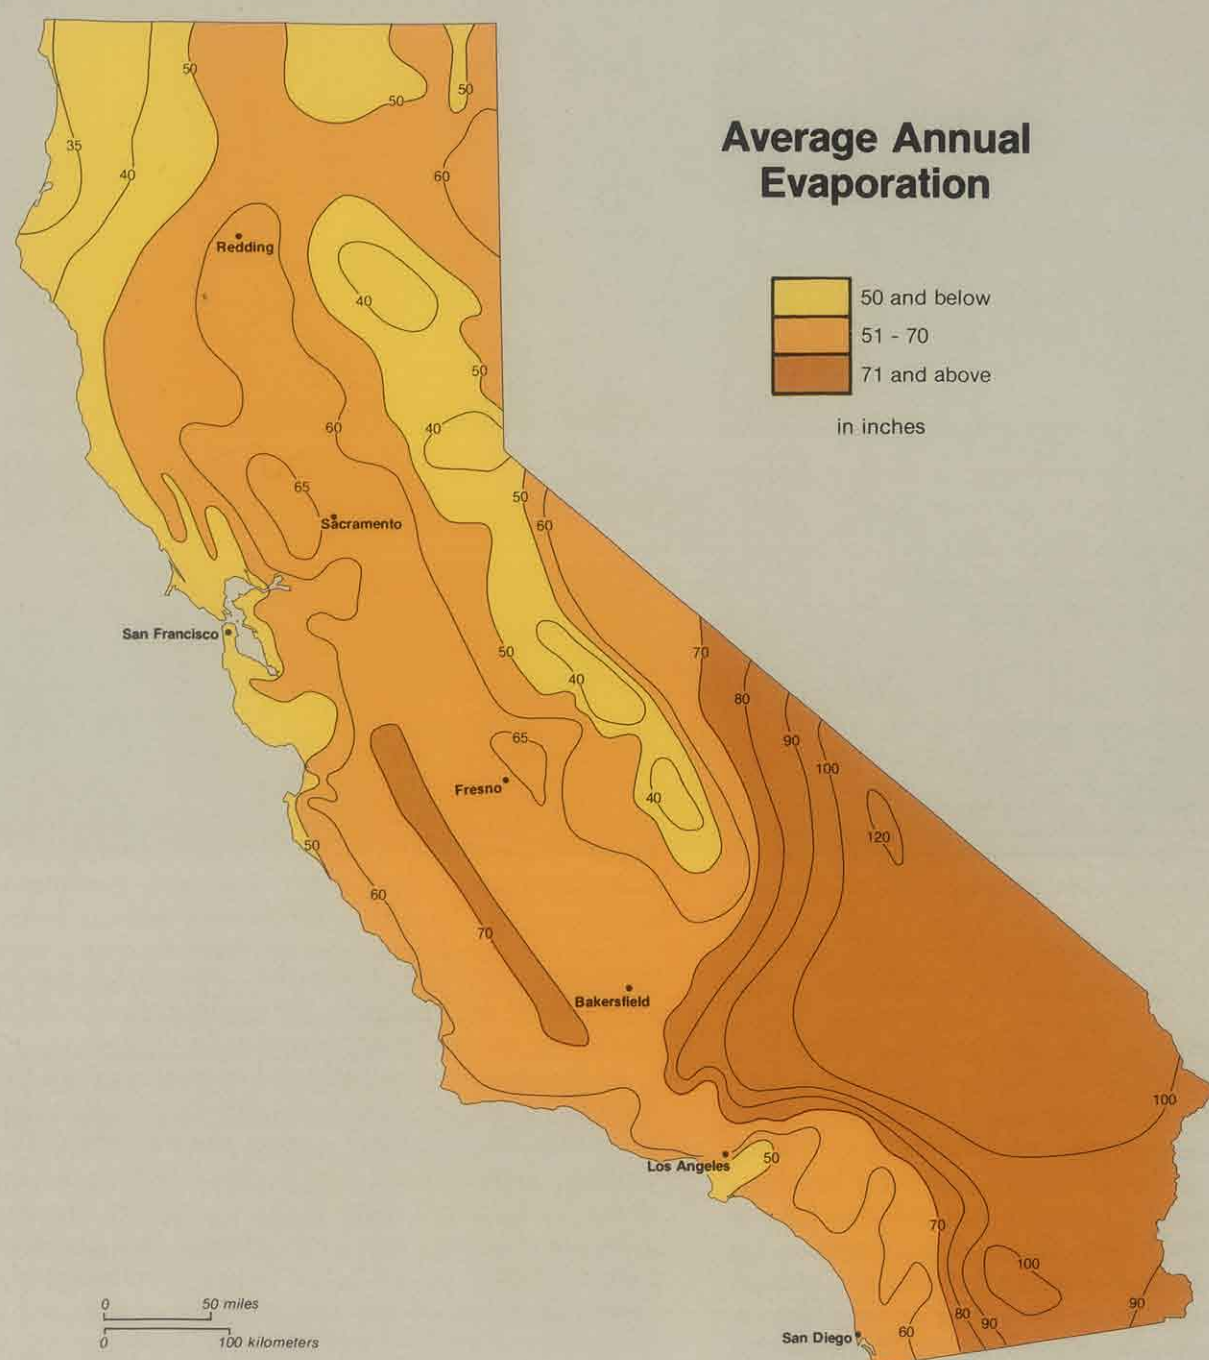 Average Annual
Evaporation
50 and below
51 - 70
71 and above
in inches
50
50
50
35
40
60
Redding
40
50
40
60
65
50
Sacramento
60
San Francisco
50
70
40
80
65
90
100
Fresno
40
120
50
60
70
Bakersfield
100
Los Angeles
50
70
100
0
50 miles
90
80
90
60
San Diego
0
100 kilometers